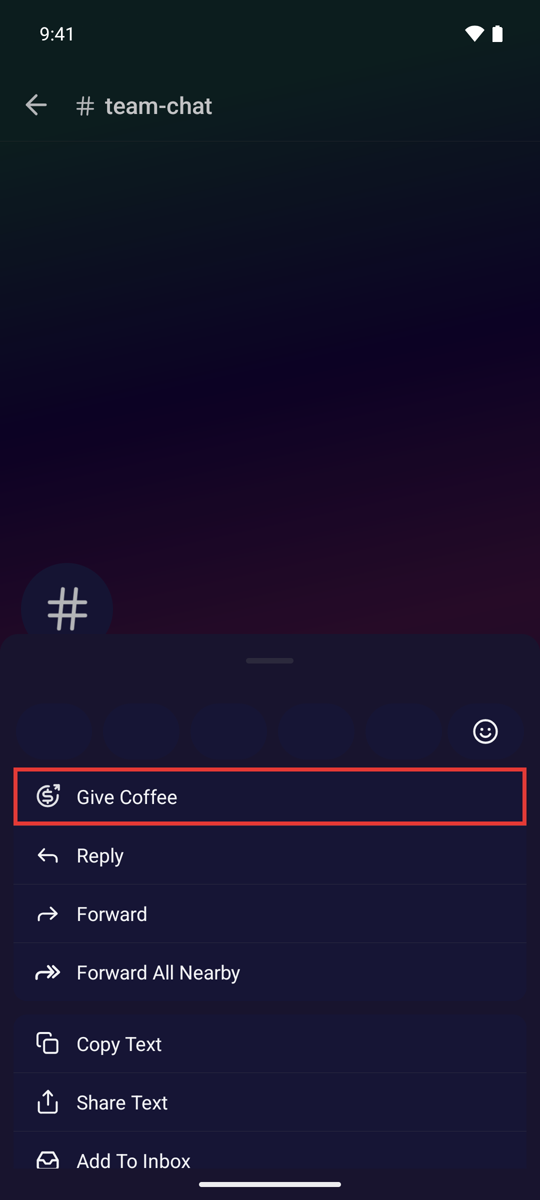 9:41
# team-chat
#
Give Coffee
Reply
Forward
Forward All Nearby
Copy Text
Share Text
Add To Inbox